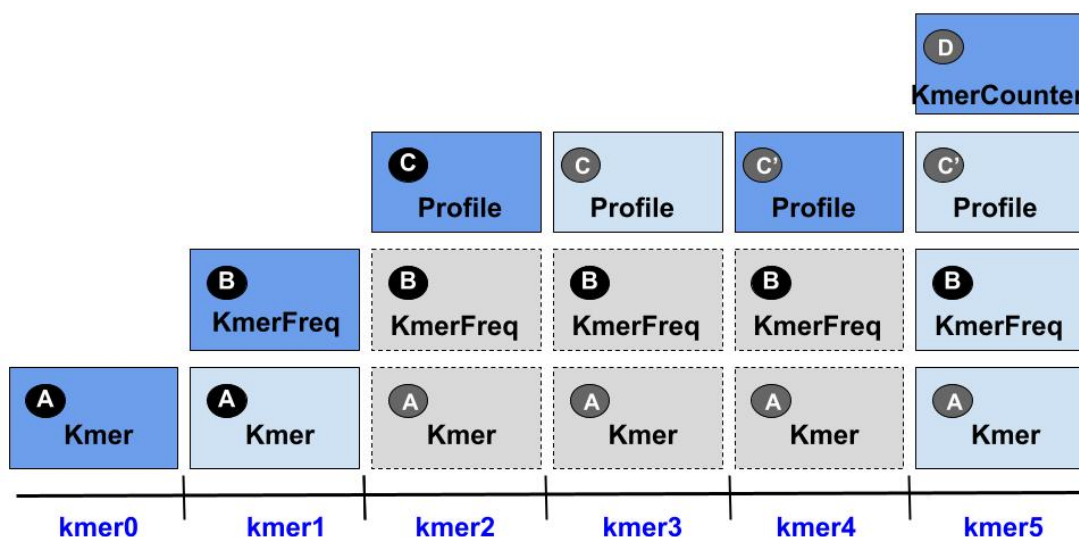 D
KmerCounter
C
Profile
C
Profile
C'
Profile
C'
Profile
B
KmerFreq
B
KmerFreq
B
KmerFreq
B
KmerFreq
B
KmerFreq
A
Kmer
A
Kmer
A
Kmer
A
Kmer
A
Kmer
A
Kmer
kmer0
kmer1
kmer2
kmer3
kmer4
kmer5